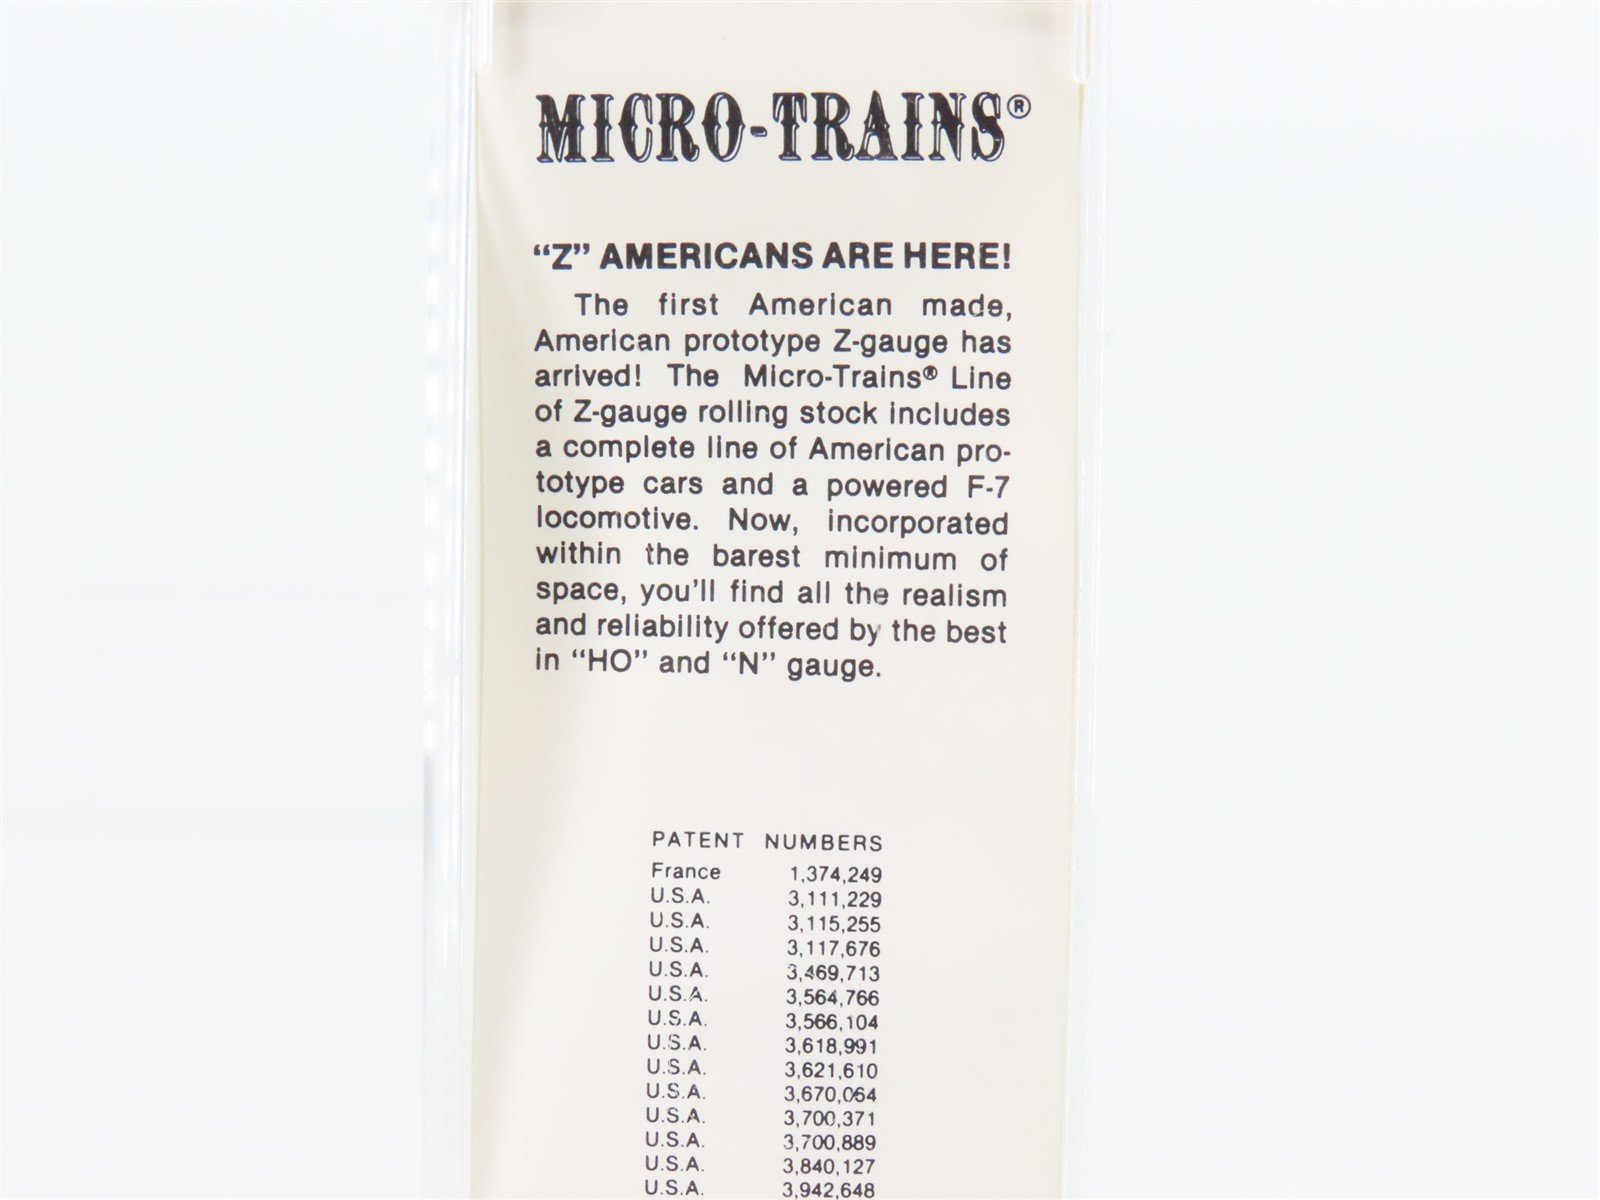 MICRO-TRAINS®
“Z” AMERICANS ARE HERE!
The first American made,
American prototype Z-gauge has
arrived! The Micro-Trains® Line
of Z-gauge rolling stock includes
a complete line of American pro-
totype cars and a powered F-7
locomotive. Now, incorporated
within the barest minimum of
space, you'll find all the realism
and reliability offered by the best
in “HO” and “N” gauge.
PATENT NUMBERS
France 1,374,249
U.S.A. 3,111,229
U.S.A. 3,115,255
U.S.A. 3,117,676
U.S.A. 3,469,713
U.S.A. 3,564,766
U.S.A. 3,566,104
U.S.A. 3,618,991
U.S.A. 3,621,610
U.S.A. 3,670,064
U.S.A. 3,700,371
U.S.A. 3,700,889
U.S.A. 3,840,127
U.S.A. 3,942,648